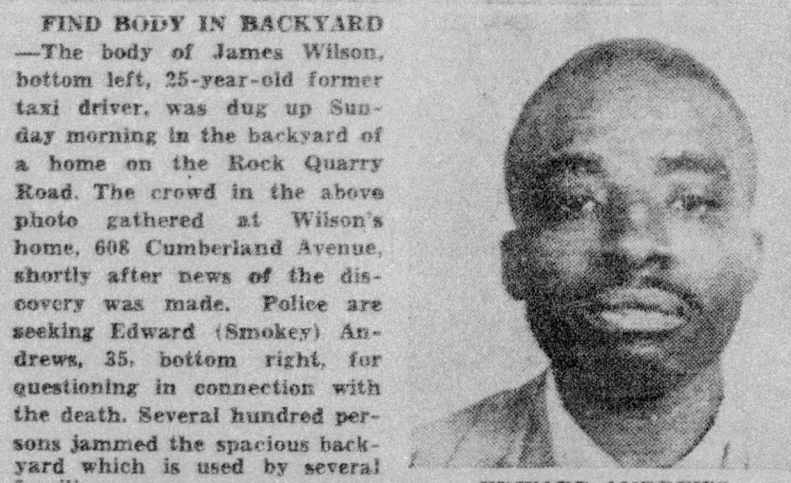 FIND BODY IN BACKYARD
—The body of James Wilson,
bottom left, 25-year-old former
taxi driver, was dug up Sun-
day morning in the backyard of
a home on the Rock Quarry
Road. The crowd in the above
photo gathered at Wilson's
home, 608 Cumberland Avenue,
shortly after news of the dis-
covery was made. Police are
seeking Edward (Smokey) An-
drews, 35, bottom right, for
questioning in connection with
the death. Several hundred per-
sons jammed the spacious back-
yard which is used by several